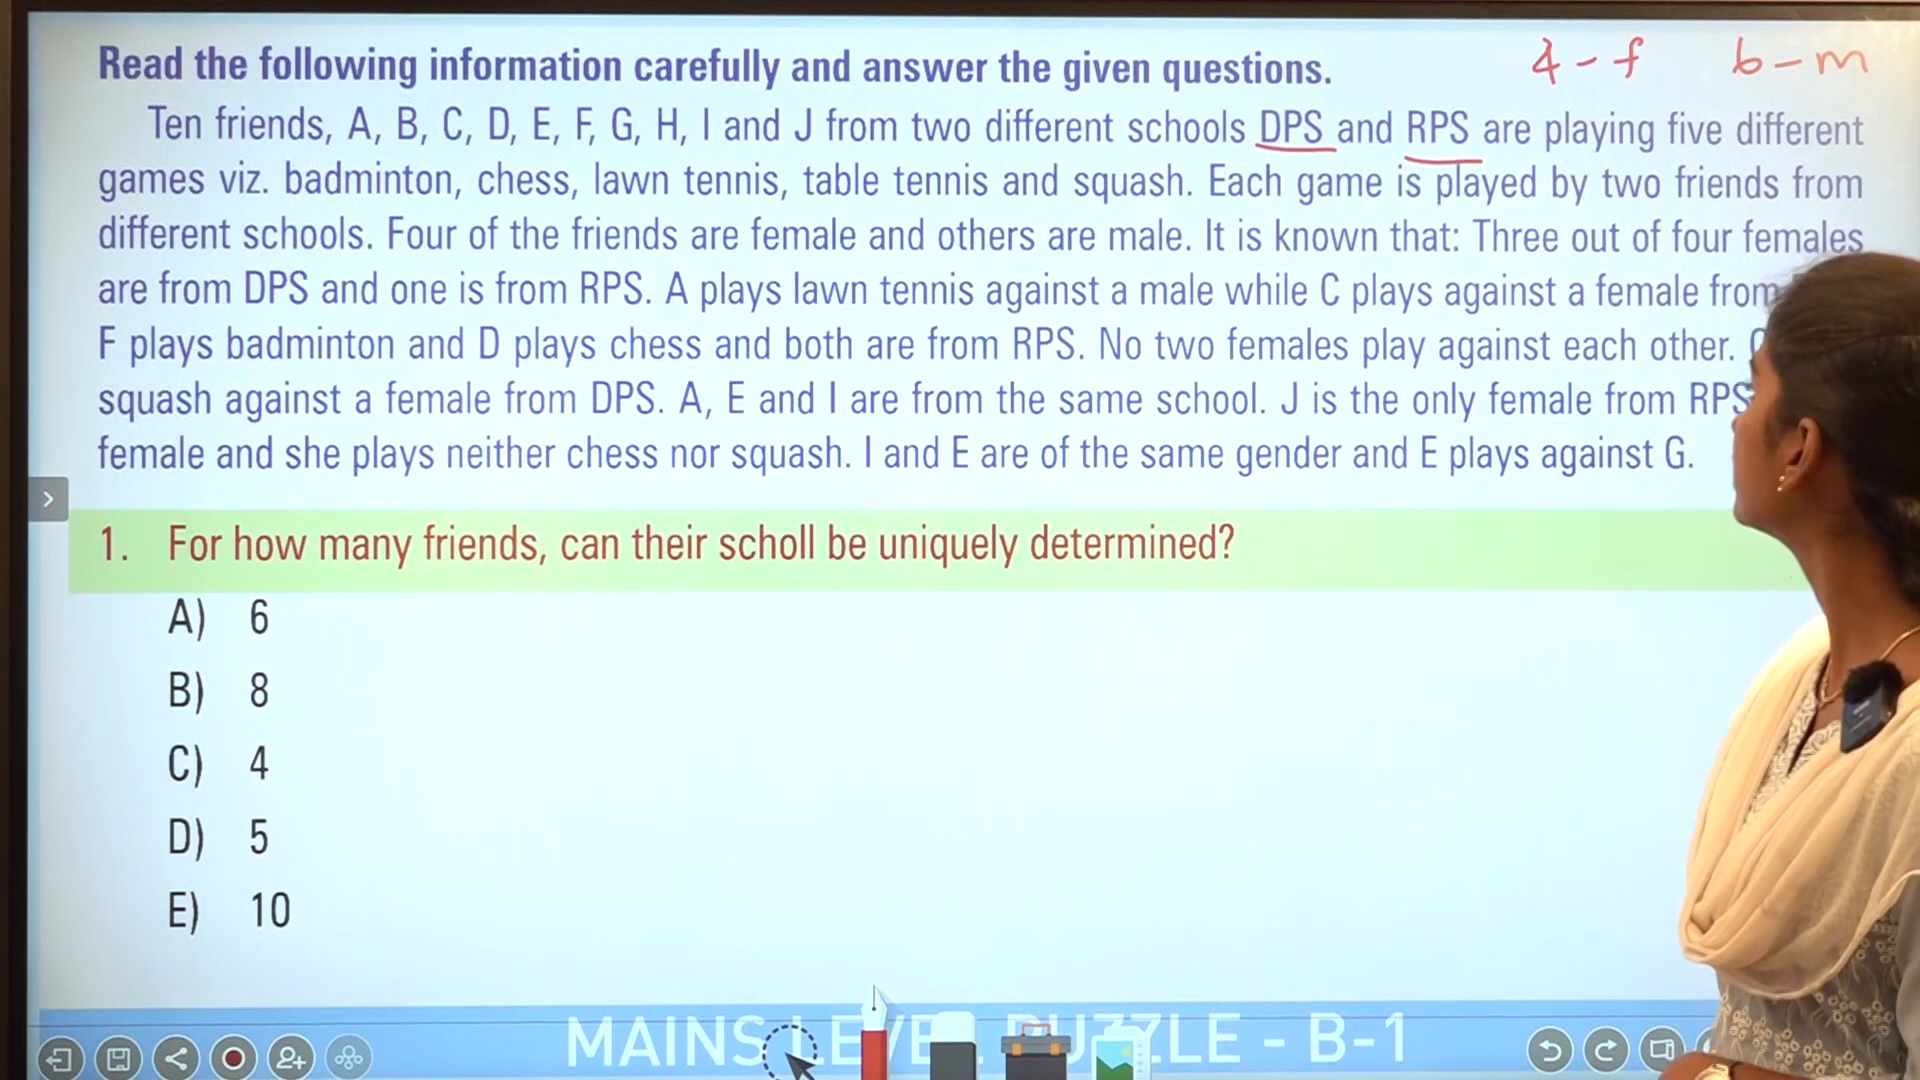 Read the following information carefully and answer the given questions.
4 - f b - m
Ten friends, A, B, C, D, E, F, G, H, I and J from two different schools DPS and RPS are playing five different
games viz. badminton, chess, lawn tennis, table tennis and squash. Each game is played by two friends from
different schools. Four of the friends are female and others are male. It is known that: Three out of four females
are from DPS and one is from RPS. A plays lawn tennis against a male while C plays against a female from
F plays badminton and D plays chess and both are from RPS. No two females play against each other.
squash against a female from DPS. A, E and I are from the same school. J is the only female from RPS
female and she plays neither chess nor squash. I and E are of the same gender and E plays against G.
1. For how many friends, can their scholl be uniquely determined?
A) 6
B) 8
C) 4
D) 5
E) 10
MAINS LEVEL PUZZLE - B-1